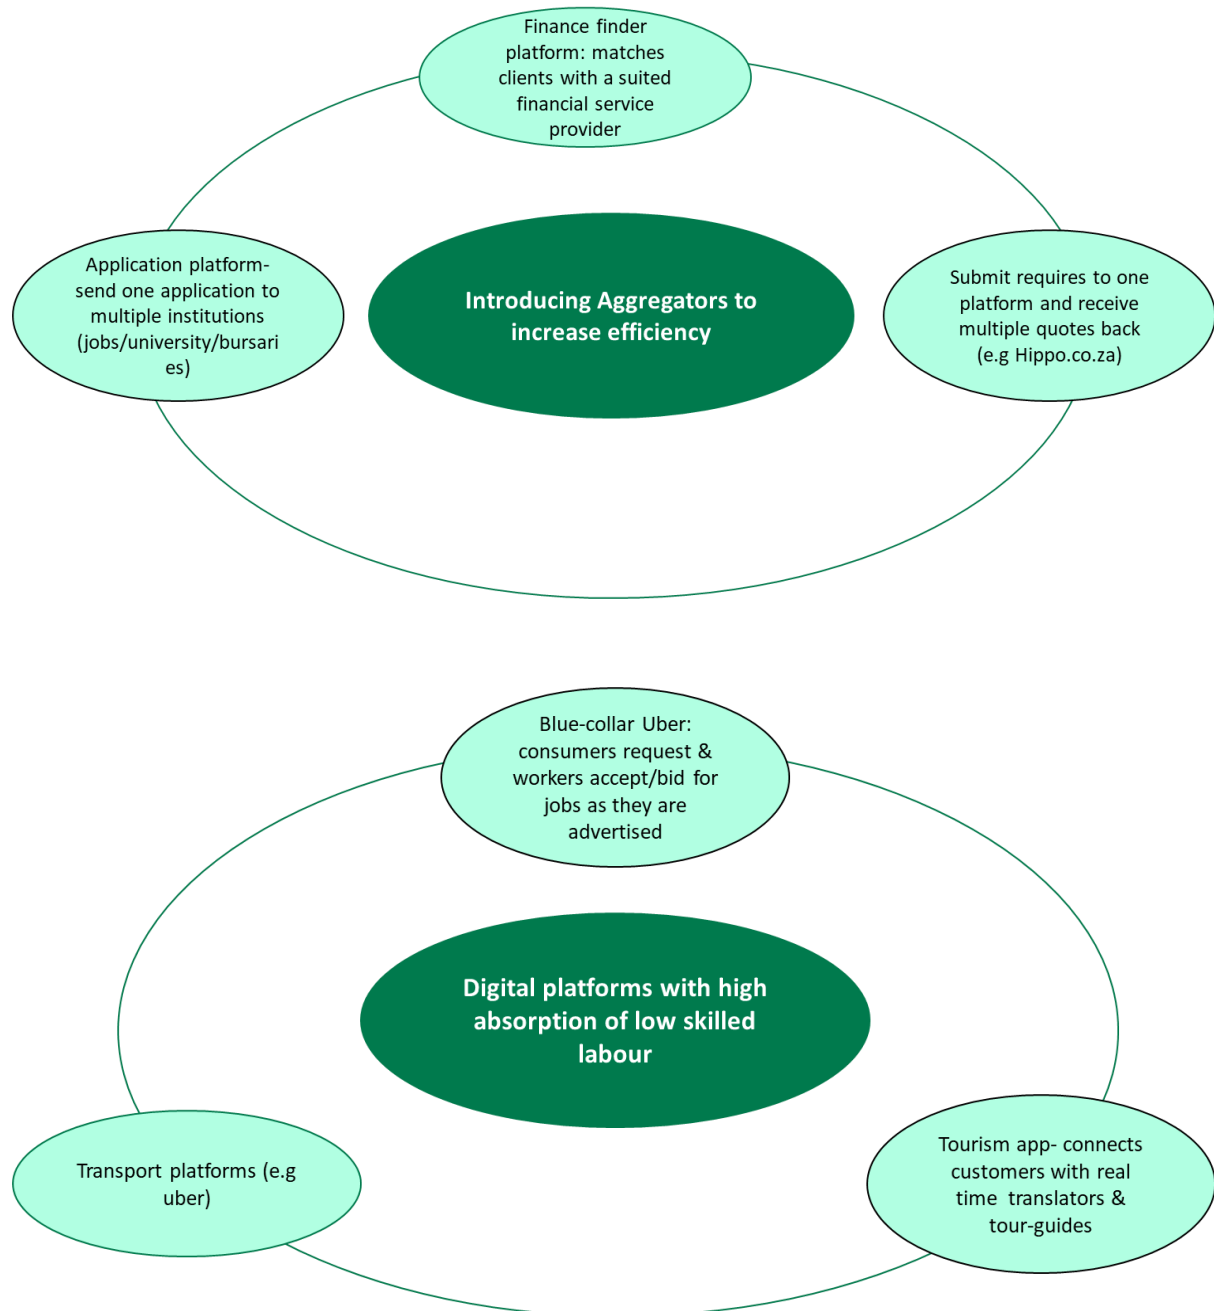 Finance finder
platform: matches
clients with a suited
financial service
provider
Application platform-
send one application to
multiple institutions
(jobs/university/bursari
es)
Introducing Aggregators to
increase efficiency
Submit requires to one
platform and receive
multiple quotes back
(e.g Hippo.co.za)
Blue-collar Uber:
consumers request &
workers accept/bid for
jobs as they are
advertised
Digital platforms with high
absorption of low skilled
labour
Transport platforms (e.g
uber)
Tourism app- connects
customers with real
time translators &
tour-guides